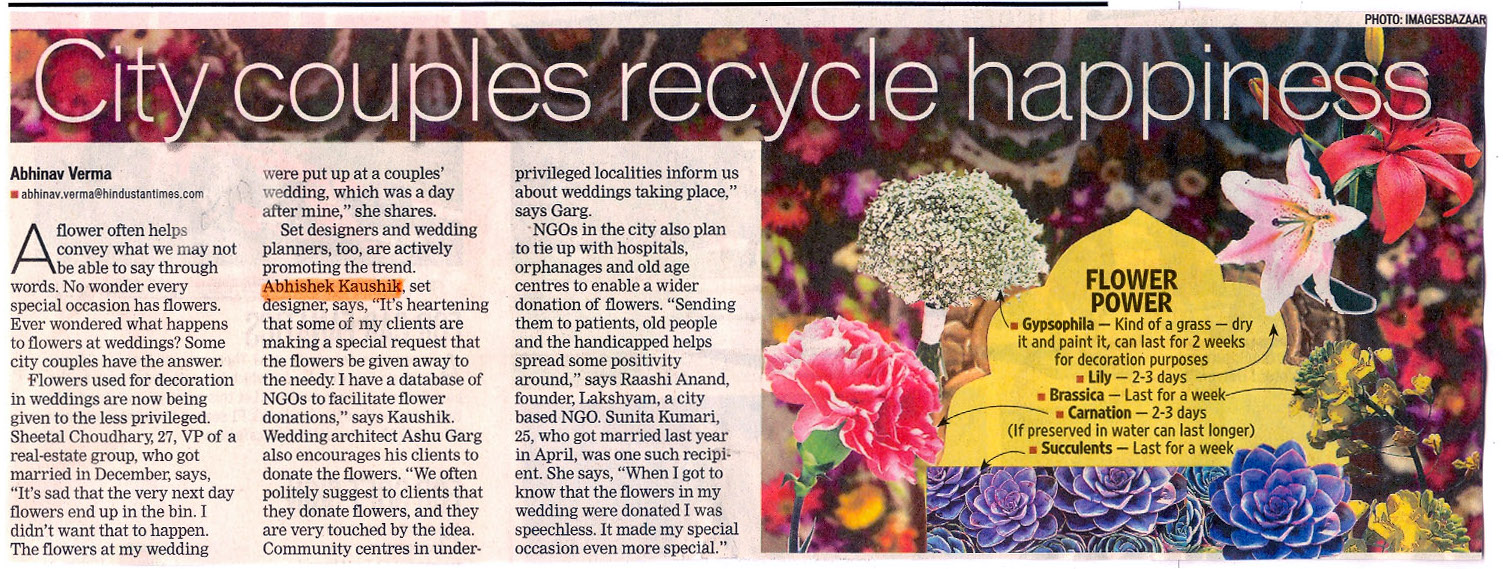 PHOTO: IMAGESBAZAAR
City couples recycle happiness
Abhinav Verma
■ abhinav.verma@hindustantimes.com
A flower often helps
convey what we may not
be able to say through
words. No wonder every
special occasion has flowers.
Ever wondered what happens
to flowers at weddings? Some
city couples have the answer.
Flowers used for decoration
in weddings are now being
given to the less privileged.
Sheetal Choudhary, 27, VP of a
real-estate group, who got
married in December, says,
“It’s sad that the very next day
flowers end up in the bin. I
didn’t want that to happen.
The flowers at my wedding
were put up at a couples’
wedding, which was a day
after mine,” she shares.
Set designers and wedding
planners, too, are actively
promoting the trend.
Abhishek Kaushik, set
designer, says, “It’s heartening
that some of my clients are
making a special request that
the flowers be given away to
the needy. I have a database of
NGOs to facilitate flower
donations,” says Kaushik.
Wedding architect Ashu Garg
also encourages his clients to
donate the flowers. “We often
politely suggest to clients that
they donate flowers, and they
are very touched by the idea.
Community centres in under-
privileged localities inform us
about weddings taking place,”
says Garg.
NGOs in the city also plan
to tie up with hospitals,
orphanages and old age
centres to enable a wider
donation of flowers. “Sending
them to patients, old people
and the handicapped helps
spread some positivity
around,” says Raashi Anand,
founder, Lakshyam, a city
based NGO. Sunita Kumari,
25, who got married last year
in April, was one such recipi-
ent. She says, “When I got to
know that the flowers in my
wedding were donated I was
speechless. It made my special
occasion even more special.”
FLOWER
POWER
■ Gypsophila — Kind of a grass — dry
it and paint it, can last for 2 weeks
for decoration purposes
■ Lily — 2-3 days
■ Brassica — Last for a week
■ Carnation — 2-3 days
(If preserved in water can last longer)
■ Succulents — Last for a week